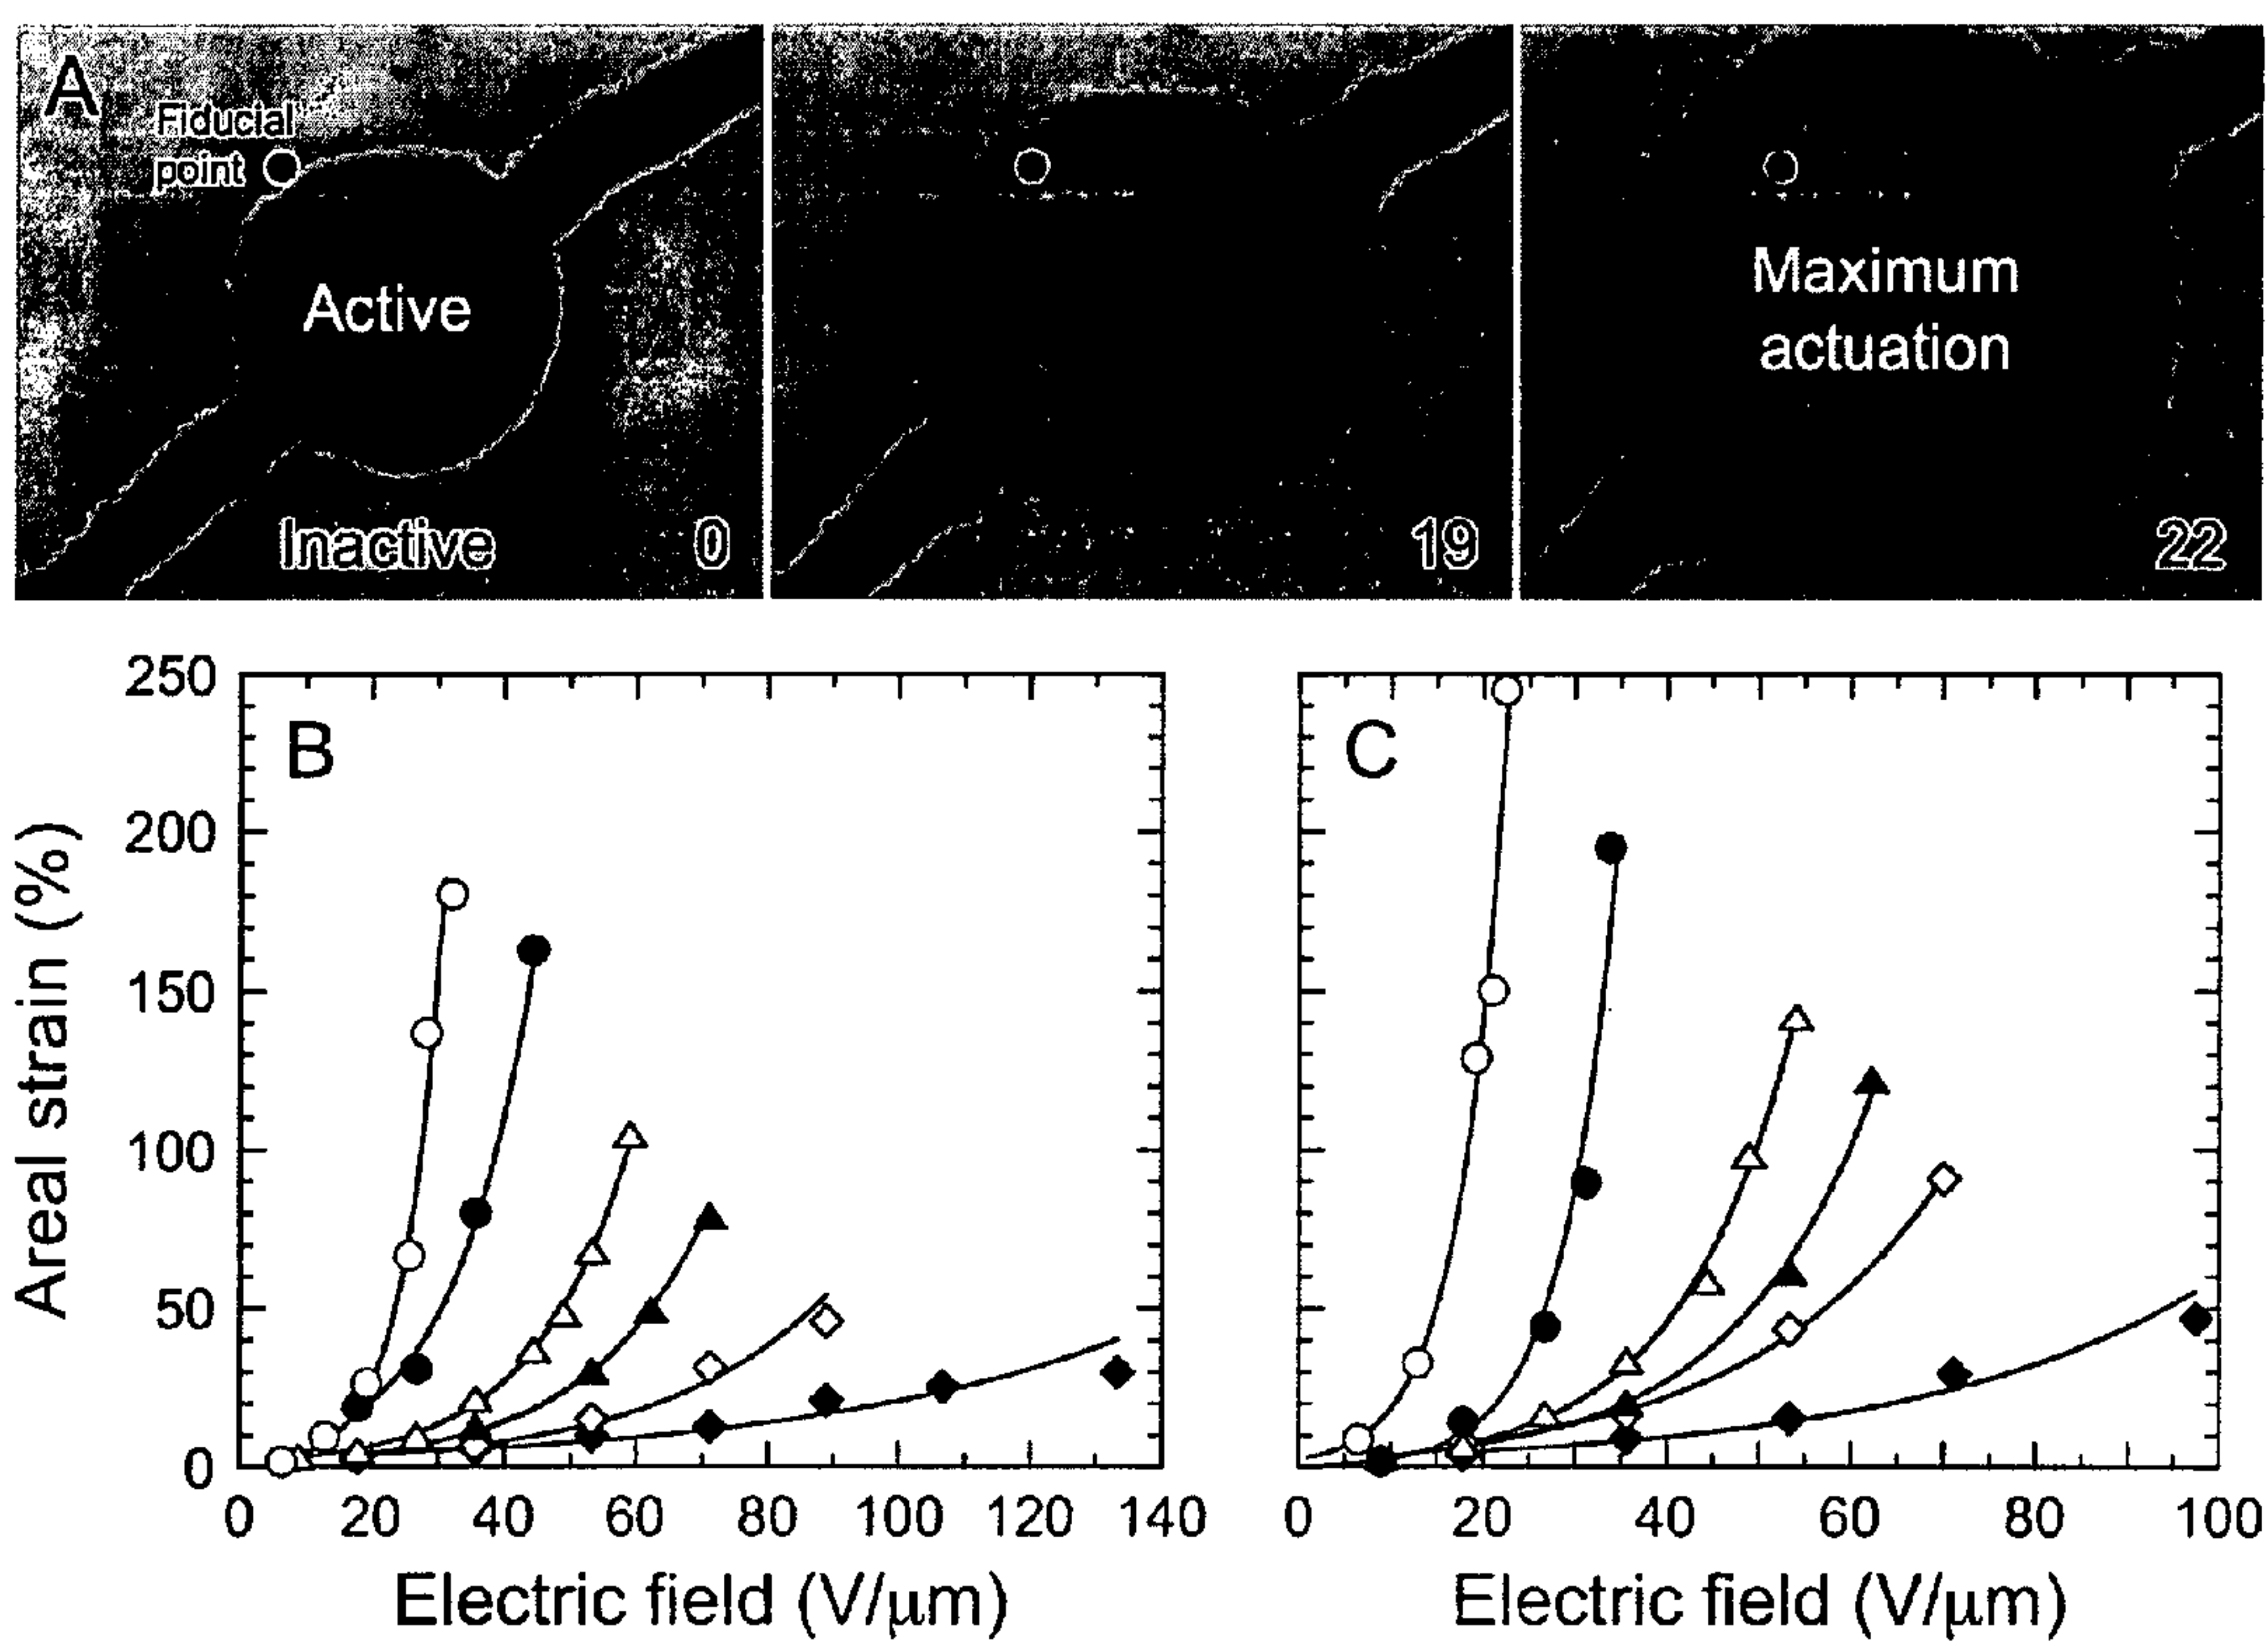 A
Fiducial
point
Active
Inactive
0
19
Maximum
actuation
22
Areal strain (%)
250
200
150
100
50
0
B
0 20 40 60 80 100 120 140
Electric field (V/μm)
C
0 20 40 60 80 100
Electric field (V/μm)